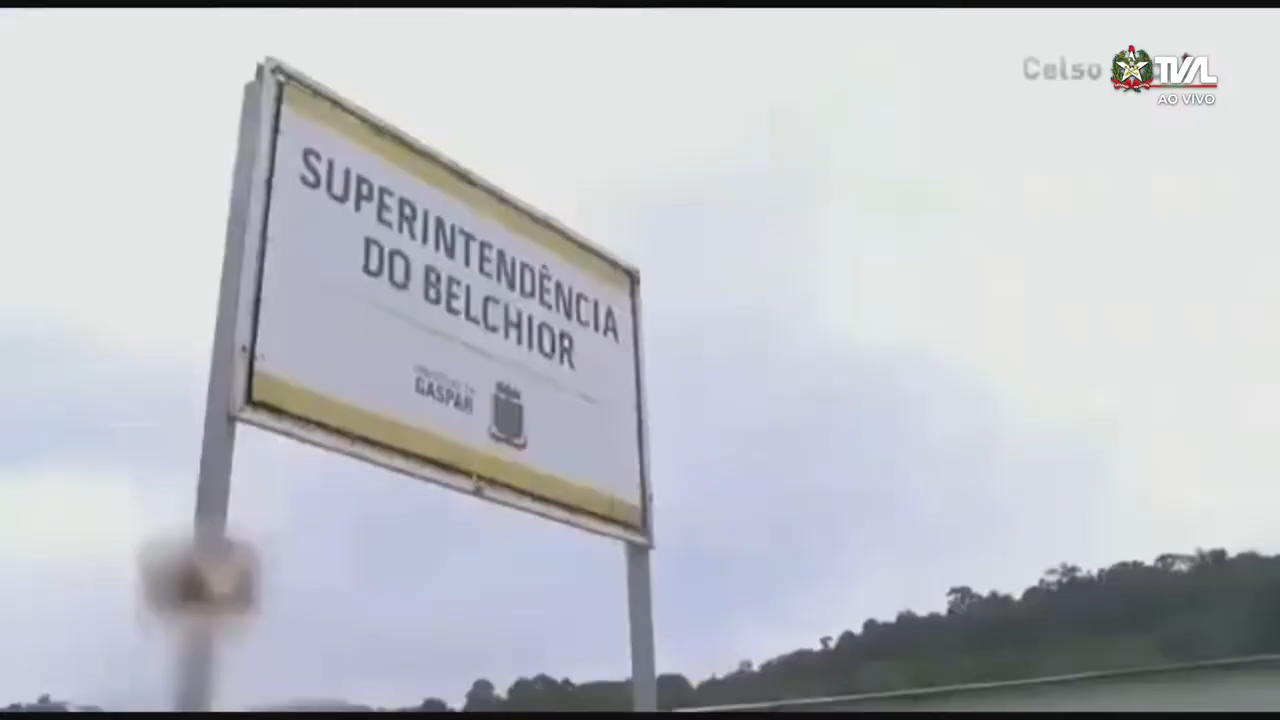 Celso
TVAL
AO VIVO
SUPERINTENDÊNCIA
DO BELCHIOR
GASPAR